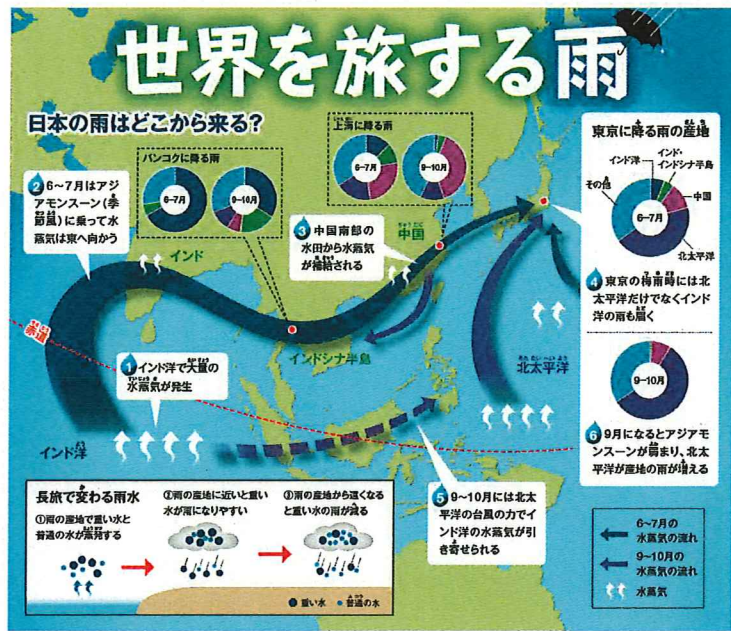 世界を旅する雨
日本の雨はどこから来る?
バンコクに降る雨
6〜7月
9〜10月
上海に降る雨
6〜7月
9〜10月
東京に降る雨の産地
インド洋
インド・
インドシナ半島
その他
中国
6〜7月
北太平洋
2 6〜7月はアジ
アモンスーン(季
節風)に乗って水
蒸気は東へ向かう
インド
3 中国南部の
水田から水蒸気
が補給される
中国
4 東京の梅雨時には北
太平洋だけでなくインド
洋の雨も届く
赤道
1 インド洋で大量の
水蒸気が発生
インドシナ半島
北太平洋
9〜10月
インド洋
6 9月になるとアジアモ
ンスーンが弱まり、北太
平洋が産地の雨が増える
5 9〜10月には北太
平洋の台風の力でイ
ンド洋の水蒸気が引
き寄せられる
長旅で変わる雨水
①雨の産地で重い水と
普通の水が蒸発する
②雨の産地に近いと重い
水が雨になりやすい
③雨の産地から遠くなる
と重い水の雨が減る
重い水
普通の水
6〜7月の
水蒸気の流れ
9〜10月の
水蒸気の流れ
水蒸気